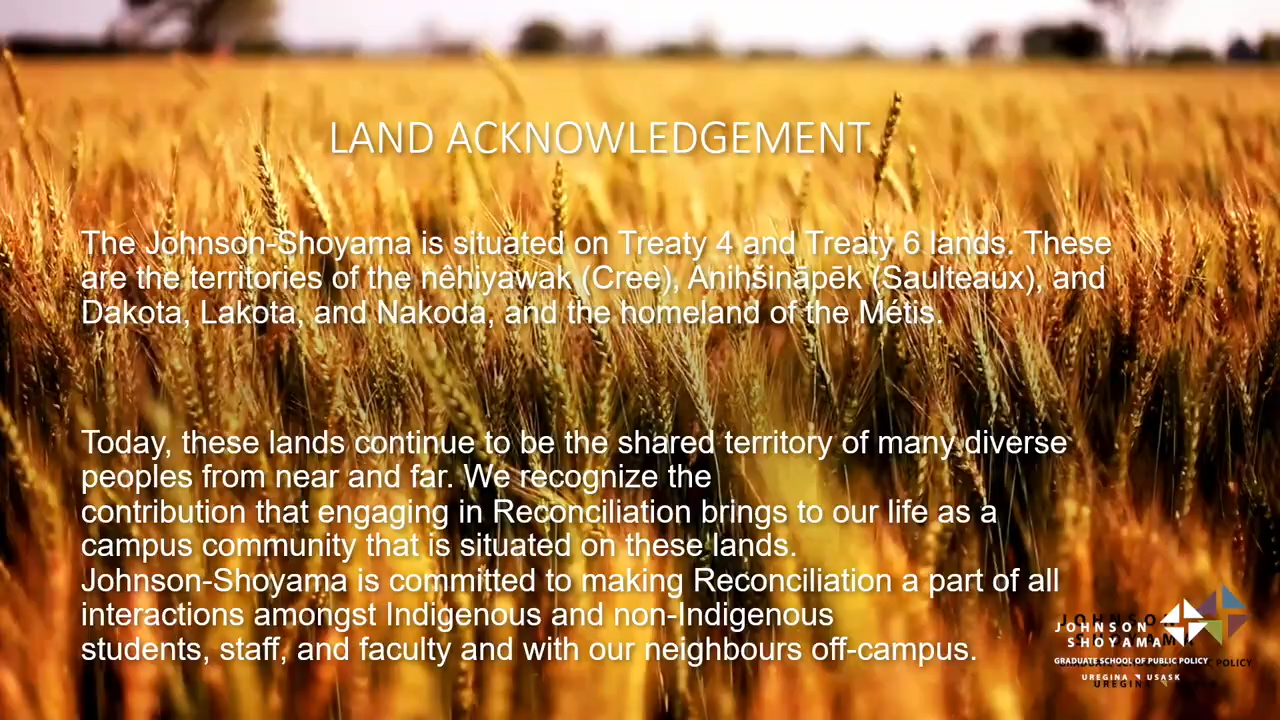 LAND ACKNOWLEDGEMENT
The Johnson-Shoyama is situated on Treaty 4 and Treaty 6 lands. These
are the territories of the nêhiyawak (Cree), Anihšināpēk (Saulteaux), and
Dakota, Lakota, and Nakoda, and the homeland of the Métis.
Today, these lands continue to be the shared territory of many diverse
peoples from near and far. We recognize the
contribution that engaging in Reconciliation brings to our life as a
campus community that is situated on these lands.
Johnson-Shoyama is committed to making Reconciliation a part of all
interactions amongst Indigenous and non-Indigenous
students, staff, and faculty and with our neighbours off-campus.
JOHNSON
SHOYAMA
GRADUATE SCHOOL OF PUBLIC POLICY
UREGINA USASK